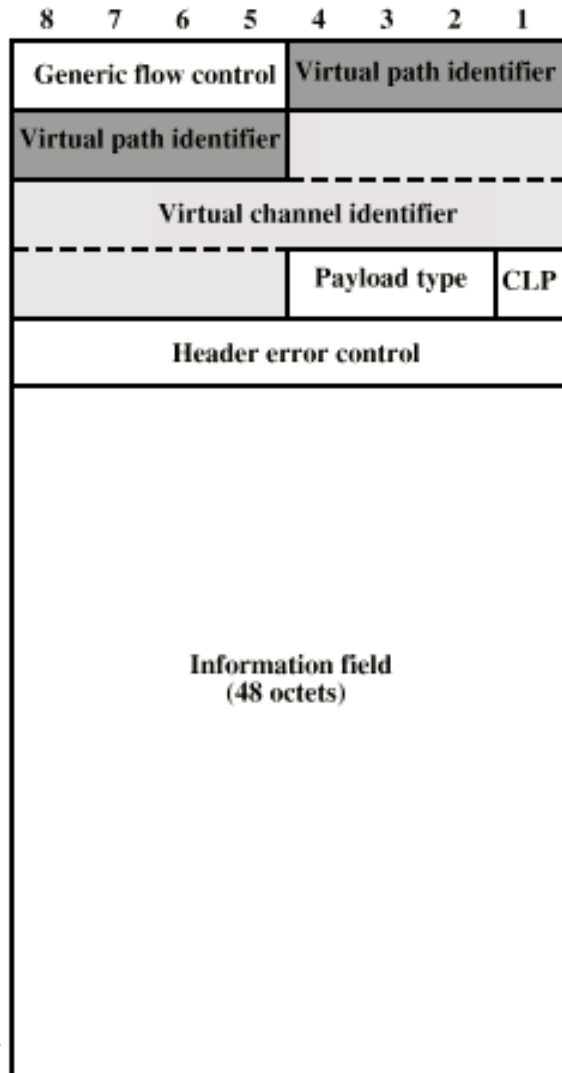 8 7 6 5 4 3 2 1
Generic flow control Virtual path identifier
Virtual path identifier
Virtual channel identifier
Payload type CLP
Header error control
Information field
(48 octets)